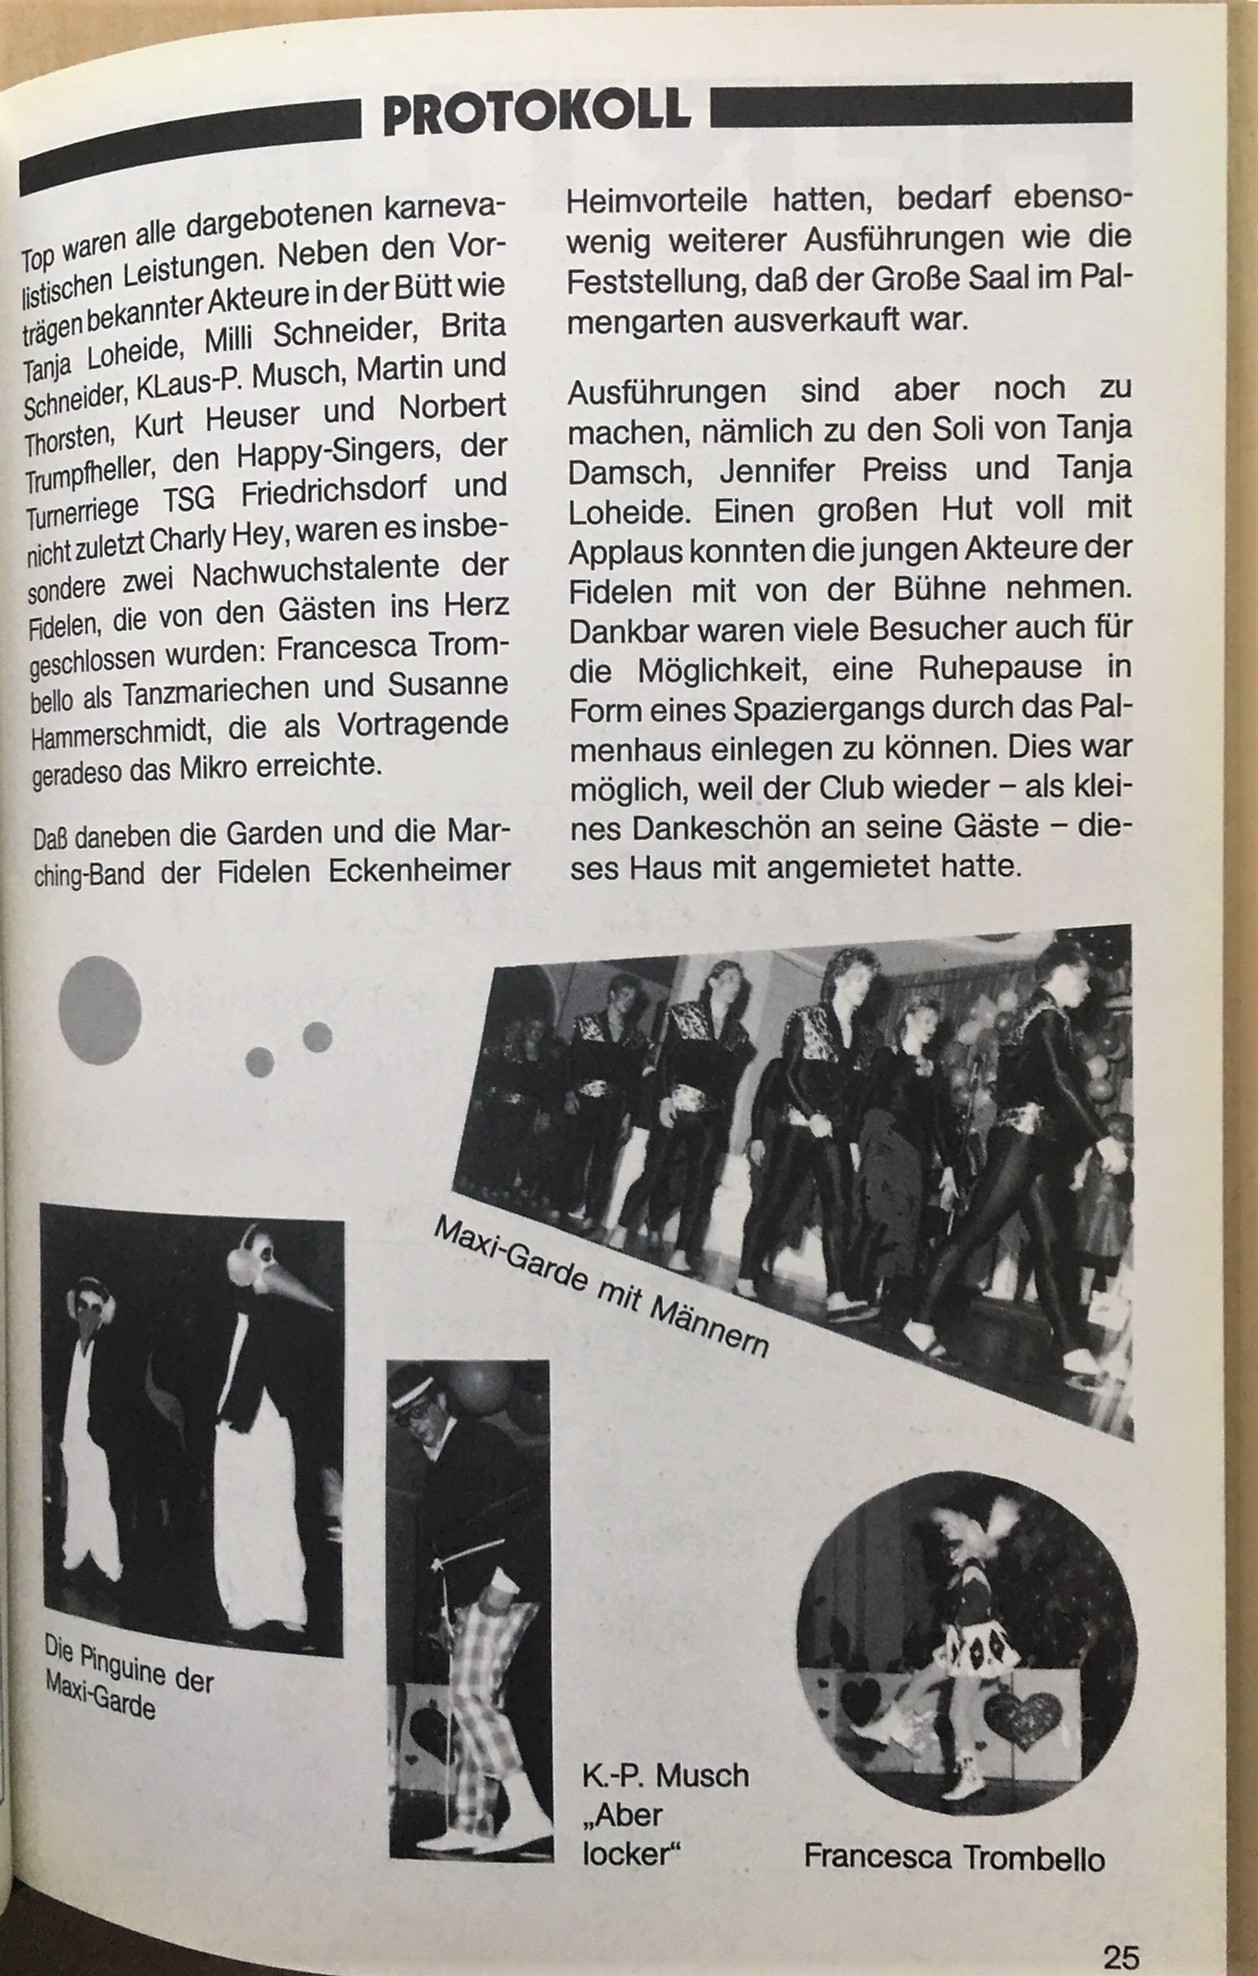 PROTOKOLL
Top waren alle dargebotenen karneva-
listischen Leistungen. Neben den Vor-
trägen bekannter Akteure in der Bütt wie
Tanja Loheide, Milli Schneider, Brita
Schneider, KLaus-P. Musch, Martin und
Thorsten, Kurt Heuser und Norbert
Trumpfheller, den Happy-Singers, der
Turnerriege TSG Friedrichsdorf und
nicht zuletzt Charly Hey, waren es insbe-
sondere zwei Nachwuchstalente der
Fidelen, die von den Gästen ins Herz
geschlossen wurden: Francesca Trom-
bello als Tanzmariechen und Susanne
Hammerschmidt, die als Vortragende
geradeso das Mikro erreichte.
Daß daneben die Garden und die Mar-
ching-Band der Fidelen Eckenheimer
Heimvorteile hatten, bedarf ebenso-
wenig weiterer Ausführungen wie die
Feststellung, daß der Große Saal im Pal-
mengarten ausverkauft war.
Ausführungen sind aber noch zu
machen, nämlich zu den Soli von Tanja
Damsch, Jennifer Preiss und Tanja
Loheide. Einen großen Hut voll mit
Applaus konnten die jungen Akteure der
Fidelen mit von der Bühne nehmen.
Dankbar waren viele Besucher auch für
die Möglichkeit, eine Ruhepause in
Form eines Spaziergangs durch das Pal-
menhaus einlegen zu können. Dies war
möglich, weil der Club wieder – als klei-
nes Dankeschön an seine Gäste – die-
ses Haus mit angemietet hatte.
Maxi-Garde mit Männern
Die Pinguine der
Maxi-Garde
K.-P. Musch
„Aber
locker“
Francesca Trombello
25